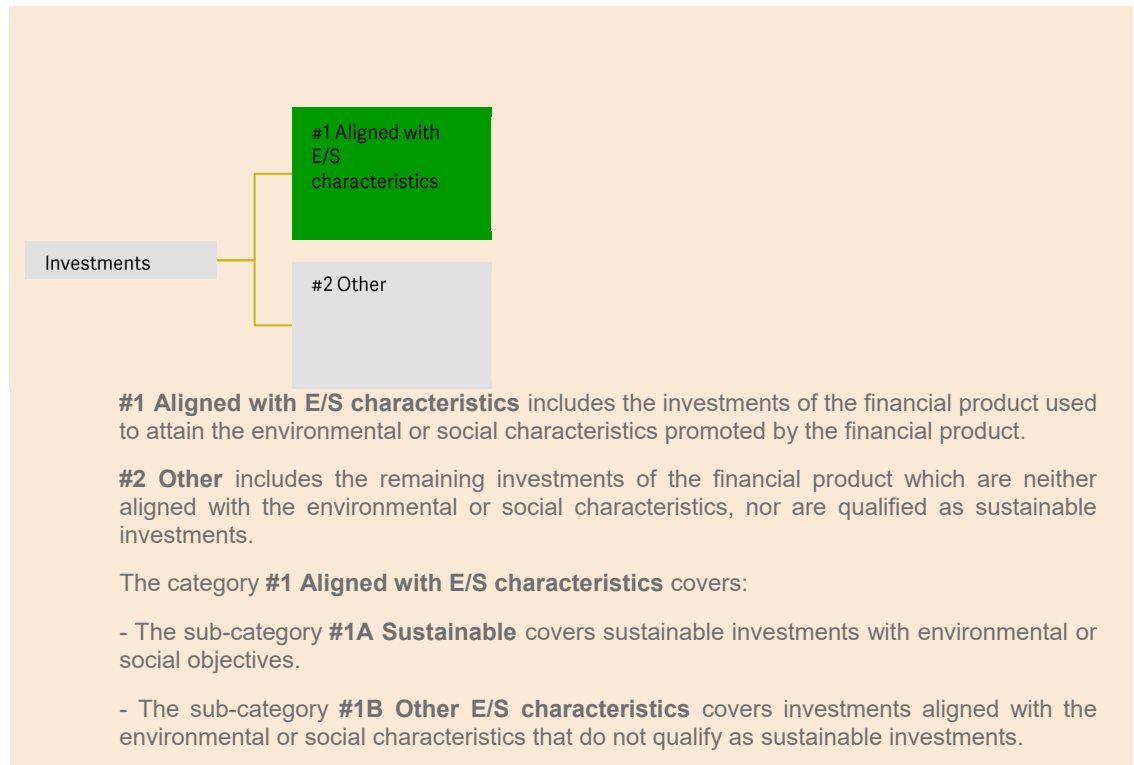 #1 Aligned with
E/S
characteristics
Investments
#2 Other
#1 Aligned with E/S characteristics includes the investments of the financial product used
to attain the environmental or social characteristics promoted by the financial product.
#2 Other includes the remaining investments of the financial product which are neither
aligned with the environmental or social characteristics, nor are qualified as sustainable
investments.
The category #1 Aligned with E/S characteristics covers:
- The sub-category #1A Sustainable covers sustainable investments with environmental or
social objectives.
- The sub-category #1B Other E/S characteristics covers investments aligned with the
environmental or social characteristics that do not qualify as sustainable investments.